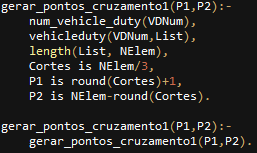 gerar_pontos_cruzamento1(P1,P2):-
num_vehicle_duty(VDNum),
vehicleduty(VDNum,List),
length(List, NElem),
Cortes is NElem/3,
P1 is round(Cortes)+1,
P2 is NElem-round(Cortes).
gerar_pontos_cruzamento1(P1,P2):-
gerar_pontos_cruzamento1(P1,P2).